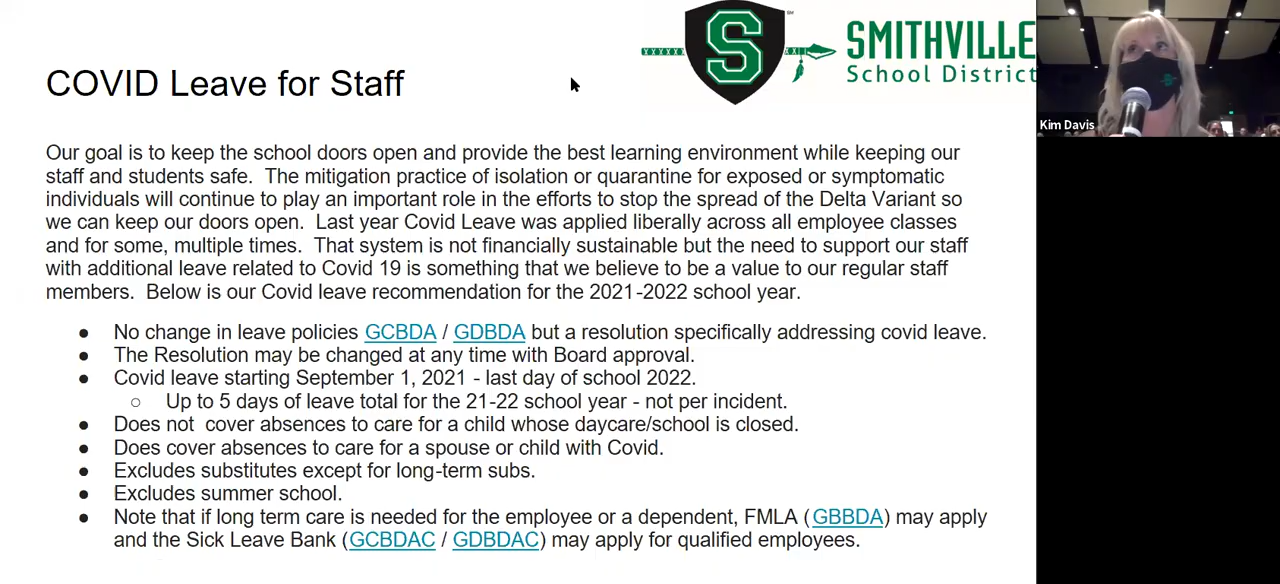 SMITHVILLE
School District
S
SM
COVID Leave for Staff
Kim Davis
Our goal is to keep the school doors open and provide the best learning environment while keeping our
staff and students safe. The mitigation practice of isolation or quarantine for exposed or symptomatic
individuals will continue to play an important role in the efforts to stop the spread of the Delta Variant so
we can keep our doors open. Last year Covid Leave was applied liberally across all employee classes
and for some, multiple times. That system is not financially sustainable but the need to support our staff
with additional leave related to Covid 19 is something that we believe to be a value to our regular staff
members. Below is our Covid leave recommendation for the 2021-2022 school year.
● No change in leave policies GCBDA / GDBDA but a resolution specifically addressing covid leave.
● The Resolution may be changed at any time with Board approval.
● Covid leave starting September 1, 2021 - last day of school 2022.
○ Up to 5 days of leave total for the 21-22 school year - not per incident.
● Does not cover absences to care for a child whose daycare/school is closed.
● Does cover absences to care for a spouse or child with Covid.
● Excludes substitutes except for long-term subs.
● Excludes summer school.
● Note that if long term care is needed for the employee or a dependent, FMLA (GBBDA) may apply
and the Sick Leave Bank (GCBDAC / GDBDAC) may apply for qualified employees.